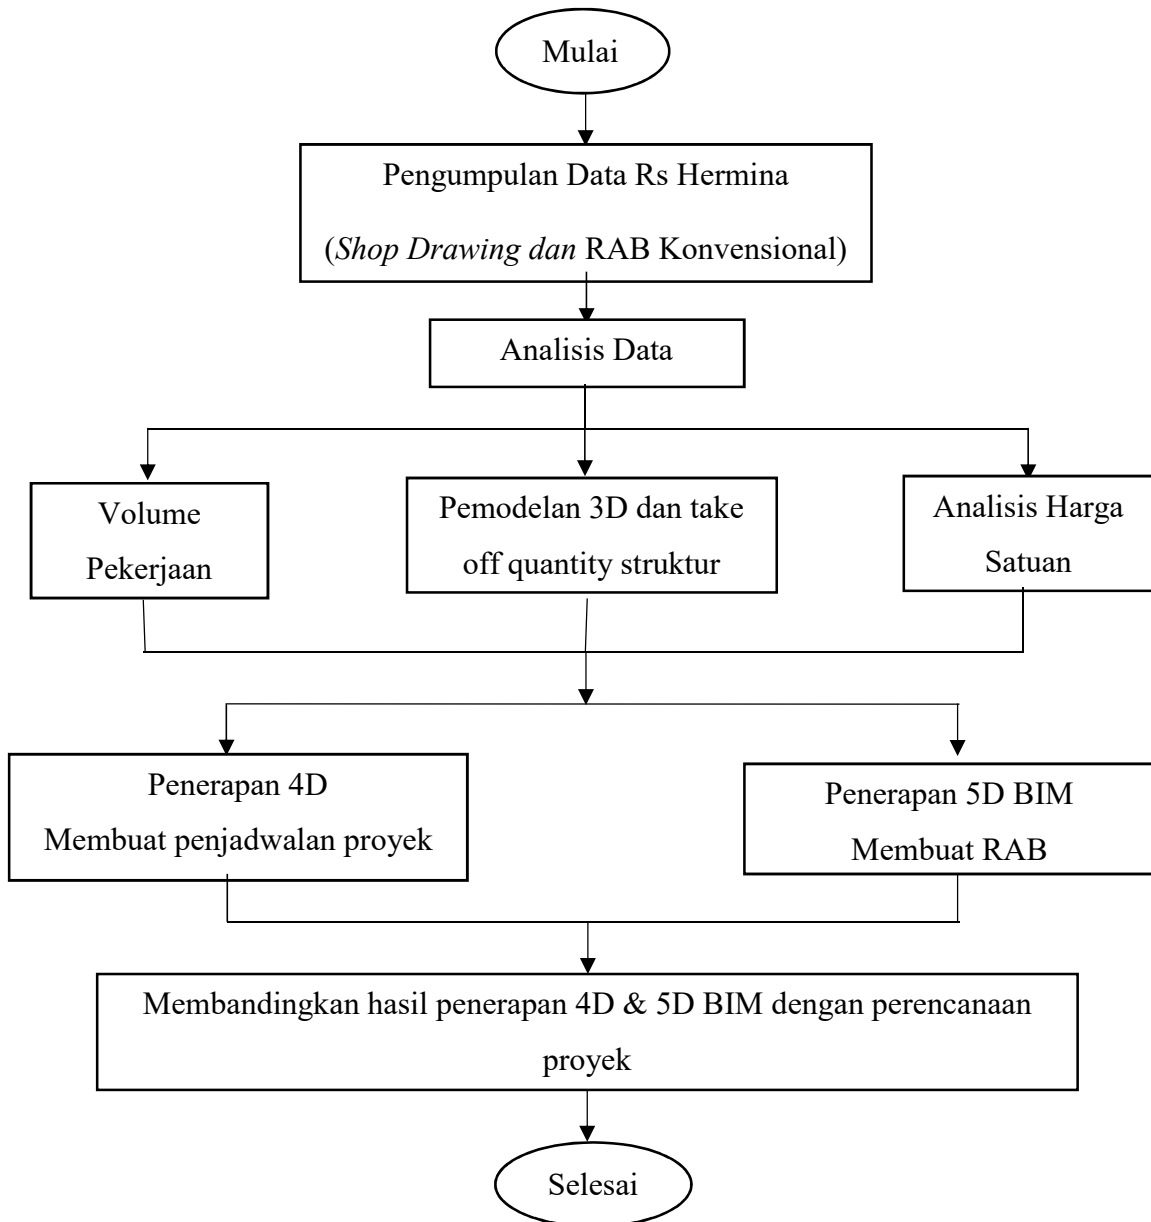 Mulai
Pengumpulan Data Rs Hermina
(Shop Drawing dan RAB Konvensional)
Analisis Data
Volume
Pekerjaan
Pemodelan 3D dan take
off quantity struktur
Analisis Harga
Satuan
Penerapan 4D
Membuat penjadwalan proyek
Penerapan 5D BIM
Membuat RAB
Membandingkan hasil penerapan 4D & 5D BIM dengan perencanaan
proyek
Selesai